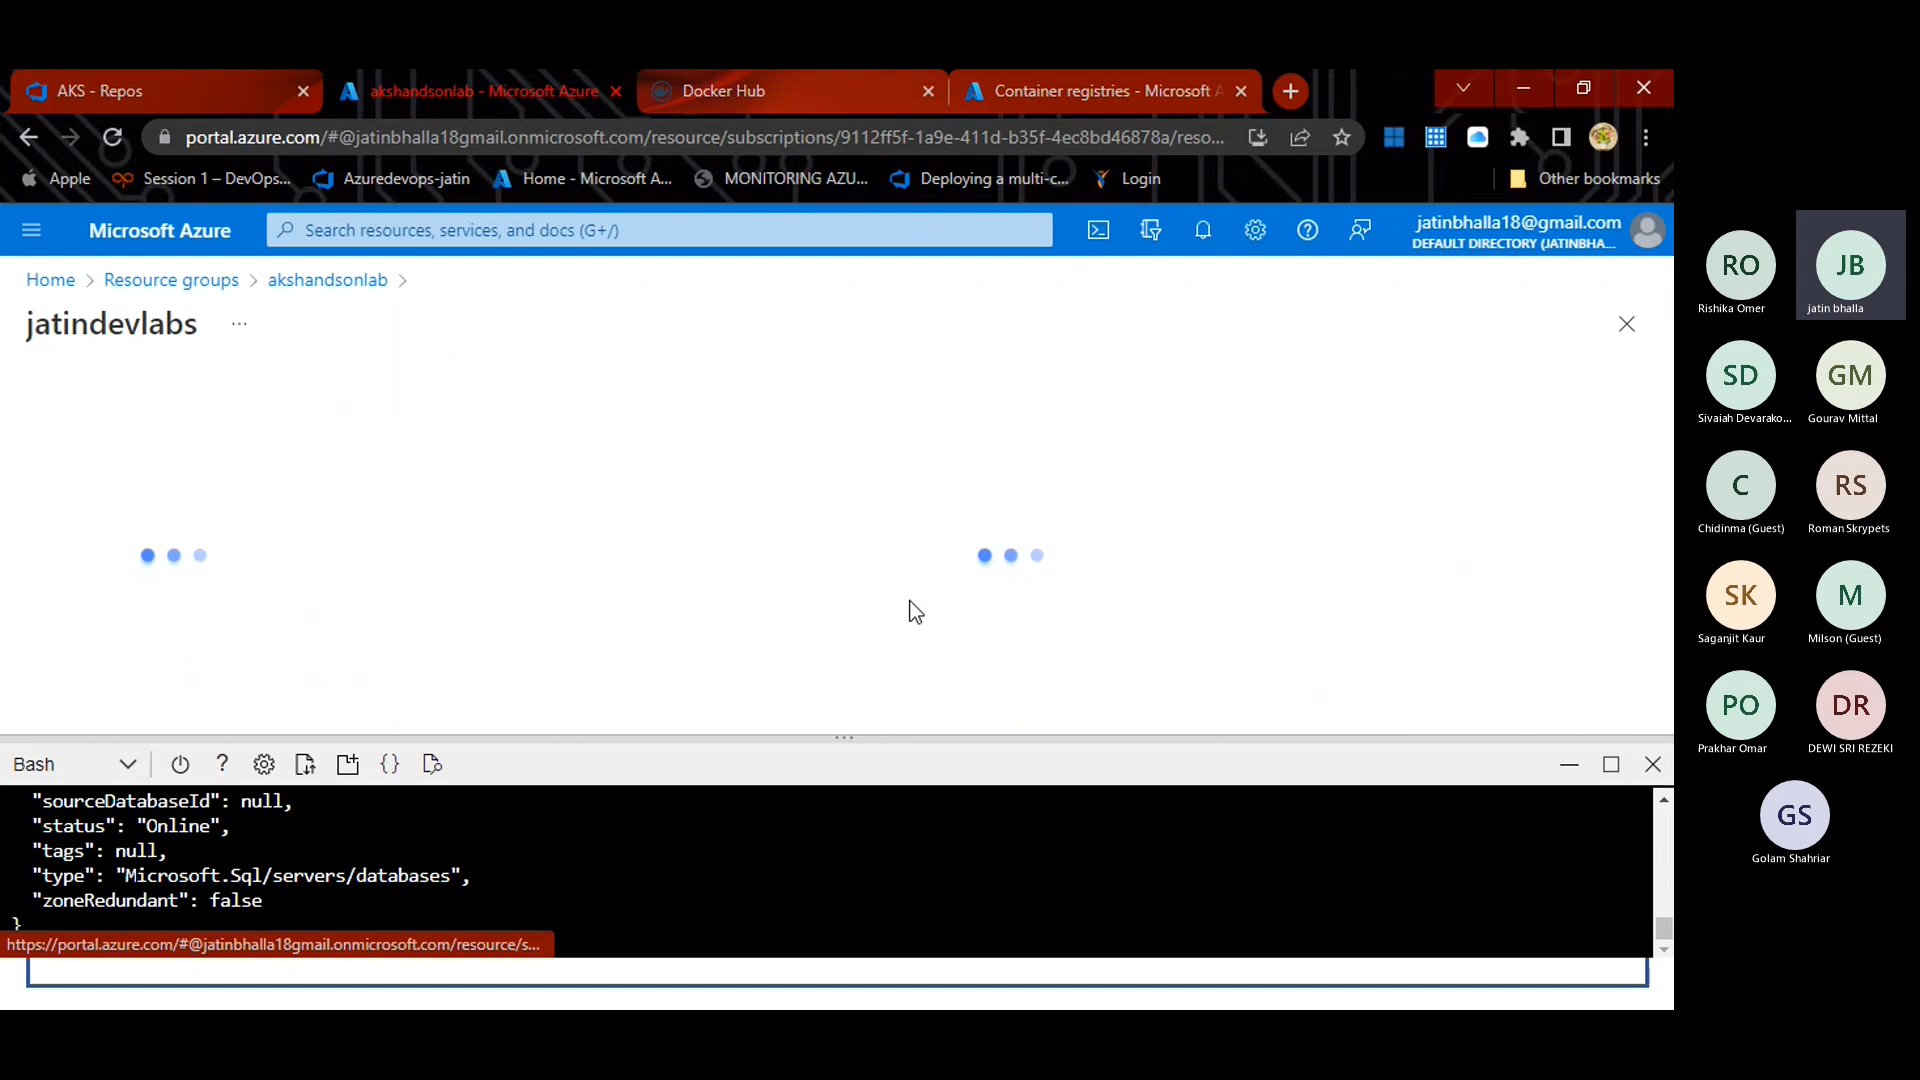 AKS - Repos
akshandsonlab - Microsoft Azure
Docker Hub
Container registries - Microsoft A
portal.azure.com/#@jatinbhalla18gmail.onmicrosoft.com/resource/subscriptions/9112ff5f-1a9e-411d-b35f-4ec8bd46878a/reso...
Apple
Session 1 – DevOps...
Azuredevops-jatin
Home - Microsoft A...
MONITORING AZU...
Deploying a multi-c...
Login
Other bookmarks
Microsoft Azure
Search resources, services, and docs (G+/)
jatinbhalla18@gmail.com
DEFAULT DIRECTORY (JATINBHA...
Home > Resource groups > akshandsonlab >
jatindevlabs ...
Bash
"sourceDatabaseId": null,
"status": "Online",
"tags": null,
"type": "Microsoft.Sql/servers/databases",
"zoneRedundant": false
}
https://portal.azure.com/#@jatinbhalla18gmail.onmicrosoft.com/resource/s...
RO
Rishika Omer
JB
jatin bhalla
SD
Sivaiah Devarako...
GM
Gourav Mittal
C
Chidinma (Guest)
RS
Roman Skrypets
SK
Saganjit Kaur
M
Milson (Guest)
PO
Prakhar Omar
DR
DEWI SRI REZEKI
GS
Golam Shahriar